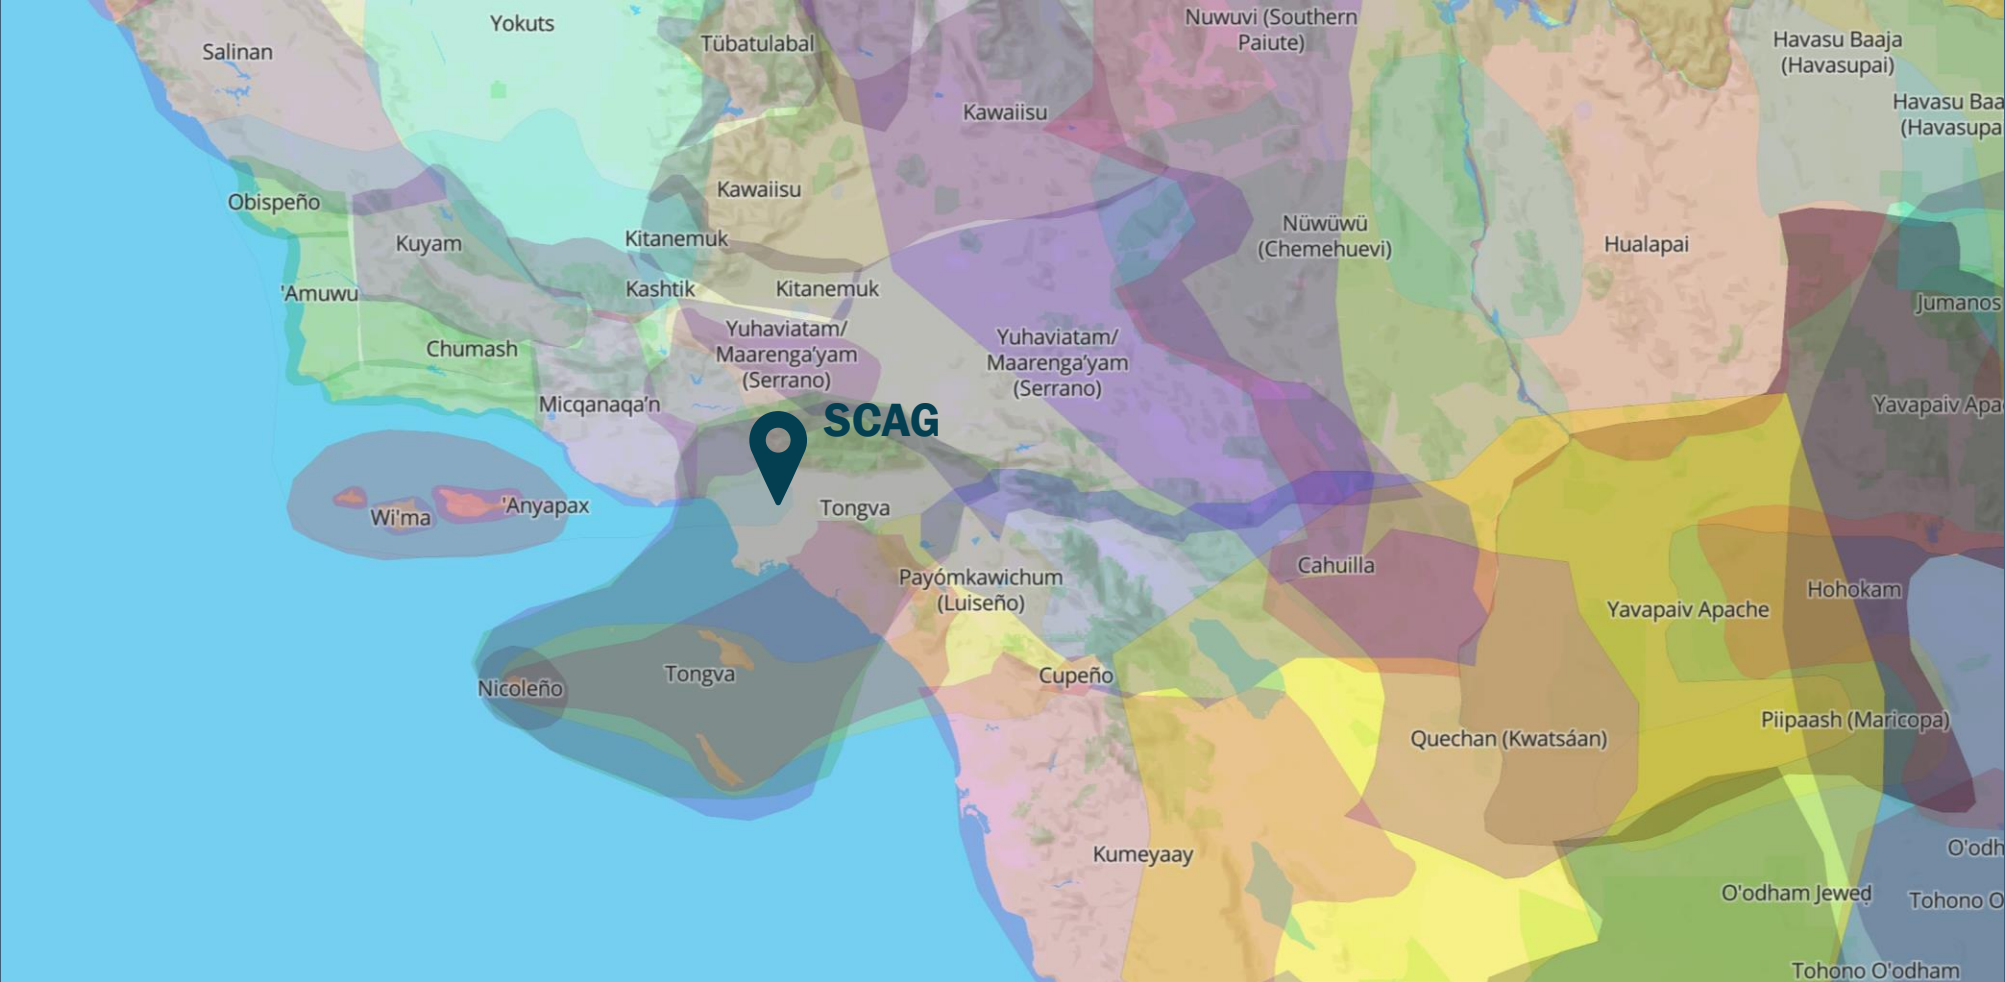 Yokuts
Salinan
Tübatulabal
Nuwuvi (Southern
Paiute)
Havasu Baaja
(Havasupai)
Havasu Baa
(Havasupa
Kawaiisu
Kawaiisu
Obispeño
Kuyam
Kitanemuk
Nüwüwü
(Chemehuevi)
Hualapai
'Amuwu
Kashtik
Kitanemuk
Jumanos
Chumash
Yuhaviatam/
Maarenga'yam
(Serrano)
Yuhaviatam/
Maarenga'yam
(Serrano)
Micqanaqa'n
SCAG
Yavapaiv Apa
Wi'ma
'Anyapax
Tongva
Payómkawichum
(Luiseño)
Cahuilla
Yavapaiv Apache
Hohokam
Nicoleño
Tongva
Cupeño
Quechan (Kwatsáan)
Piipaash (Maricopa)
Kumeyaay
O'odh
O'odham Jeweḍ
Tohono O
Tohono O'odham